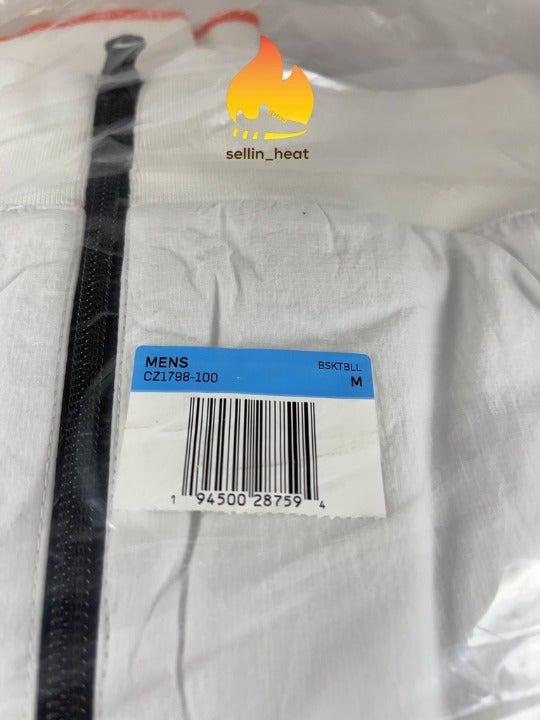 sellin_heat
MENS
BSKTBLL
CZ1798-100
M
1 94500 28759 4